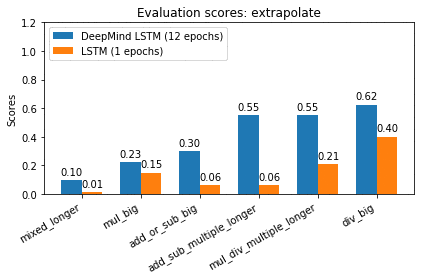 Evaluation scores: extrapolate
1.2
1.0
0.8
0.6
0.4
0.2
0.0
Scores
DeepMind LSTM (12 epochs)
LSTM (1 epochs)
0.10
0.01
0.23
0.15
0.30
0.06
0.55
0.06
0.55
0.21
0.62
0.40
mixed_longer
mul_big
add_or_sub_big
add_sub_multiple_longer
mul_div_multiple_longer
div_big